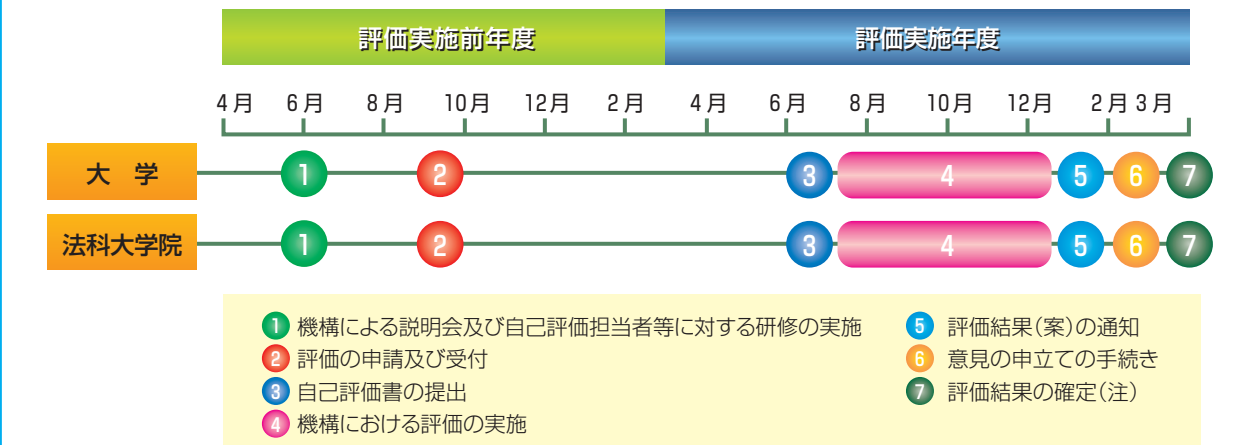 評価実施前年度 評価実施年度
4月 6月 8月 10月 12月 2月 4月 6月 8月 10月 12月 2月 3月
大 学 1 2 3 4 5 6 7
法科大学院 1 2 3 4 5 6 7
1 機構による説明会及び自己評価担当者等に対する研修の実施
2 評価の申請及び受付
3 自己評価書の提出
4 機構における評価の実施
5 評価結果(案)の通知
6 意見の申立ての手続き
7 評価結果の確定(注)